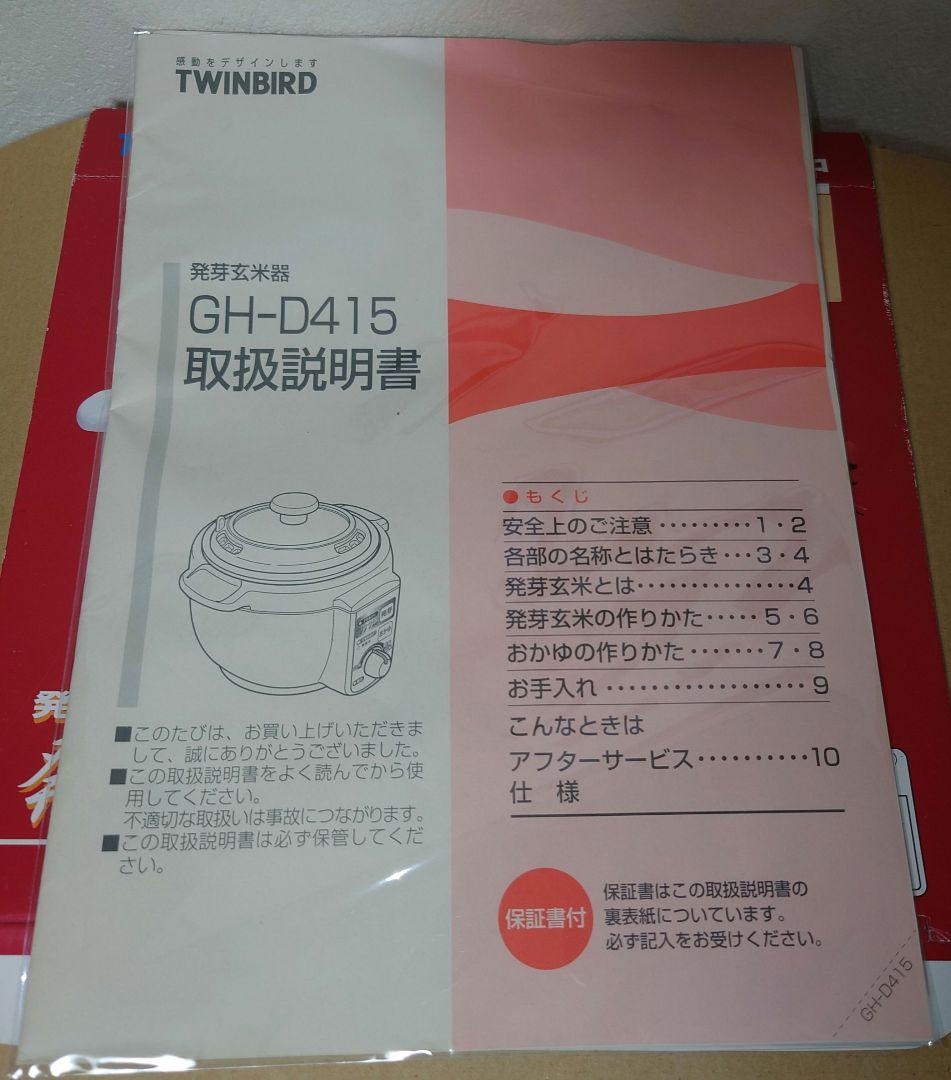 感動をデザインします
TWINBIRD
発芽玄米器
GH-D415
取扱説明書
■このたびは、お買い上げいただきま
して、誠にありがとうございました。
■この取扱説明書をよく読んでから使
用してください。
不適切な取扱いは事故につながります。
■この取扱説明書は必ず保管してくだ
さい。
●もくじ
安全上のご注意 ・・・・・・・・・ 1・2
各部の名称とはたらき・・・3・4
発芽玄米とは・・・・・・・・・・・・・・・4
発芽玄米の作りかた・・・・・ 5・6
おかゆの作りかた・・・・・・・7・8
お手入れ ・・・・・・・・・・・・・・・・・・・ 9
こんなときは
アフターサービス・・・・・・・・・・10
仕 様
保証書付
保証書はこの取扱説明書の
裏表紙についています。
必ず記入をお受けください。
GH-D415
発